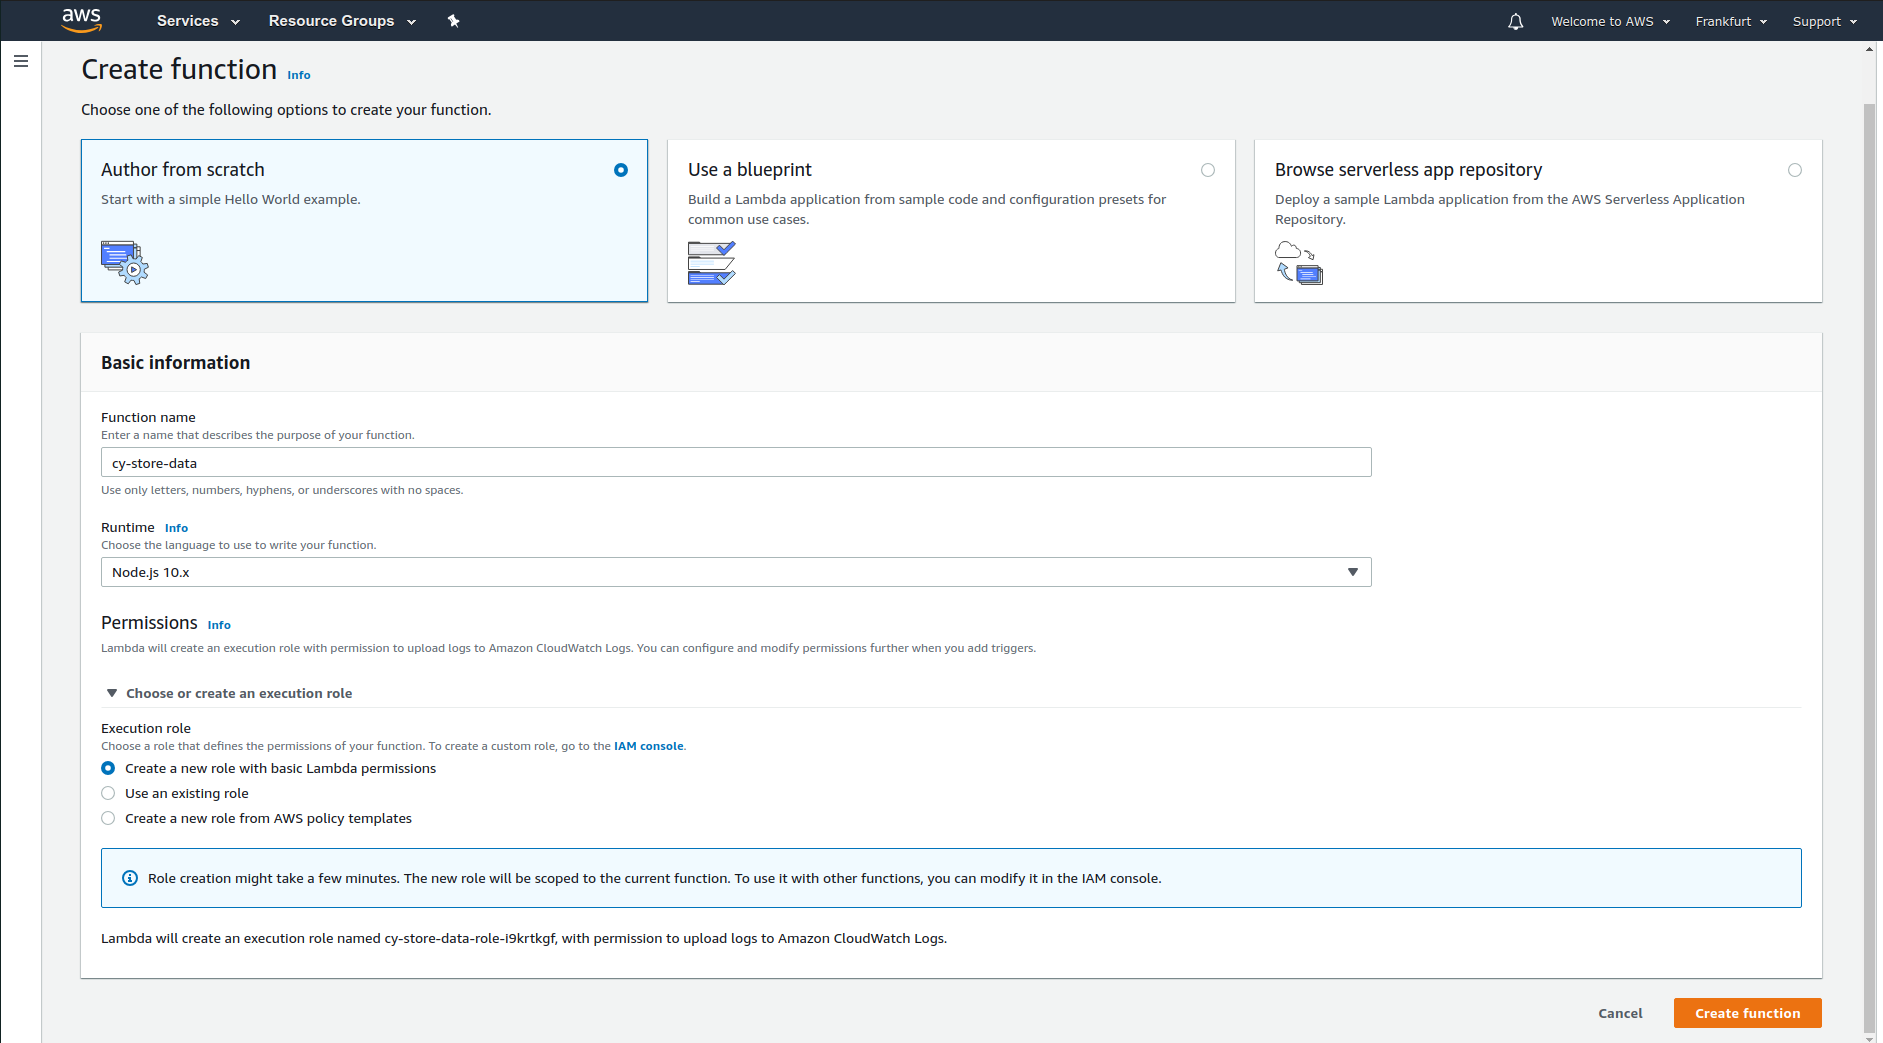 aws Services Resource Groups Welcome to AWS Frankfurt Support
Create function Info
Choose one of the following options to create your function.
Author from scratch
Start with a simple Hello World example.
Use a blueprint
Build a Lambda application from sample code and configuration presets for
common use cases.
Browse serverless app repository
Deploy a sample Lambda application from the AWS Serverless Application
Repository.
Basic information
Function name
Enter a name that describes the purpose of your function.
cy-store-data
Use only letters, numbers, hyphens, or underscores with no spaces.
Runtime Info
Choose the language to use to write your function.
Node.js 10.x
Permissions Info
Lambda will create an execution role with permission to upload logs to Amazon CloudWatch Logs. You can configure and modify permissions further when you add triggers.
Choose or create an execution role
Execution role
Choose a role that defines the permissions of your function. To create a custom role, go to the IAM console.
Create a new role with basic Lambda permissions
Use an existing role
Create a new role from AWS policy templates
Role creation might take a few minutes. The new role will be scoped to the current function. To use it with other functions, you can modify it in the IAM console.
Lambda will create an execution role named cy-store-data-role-i9krtkgf, with permission to upload logs to Amazon CloudWatch Logs.
Cancel Create function